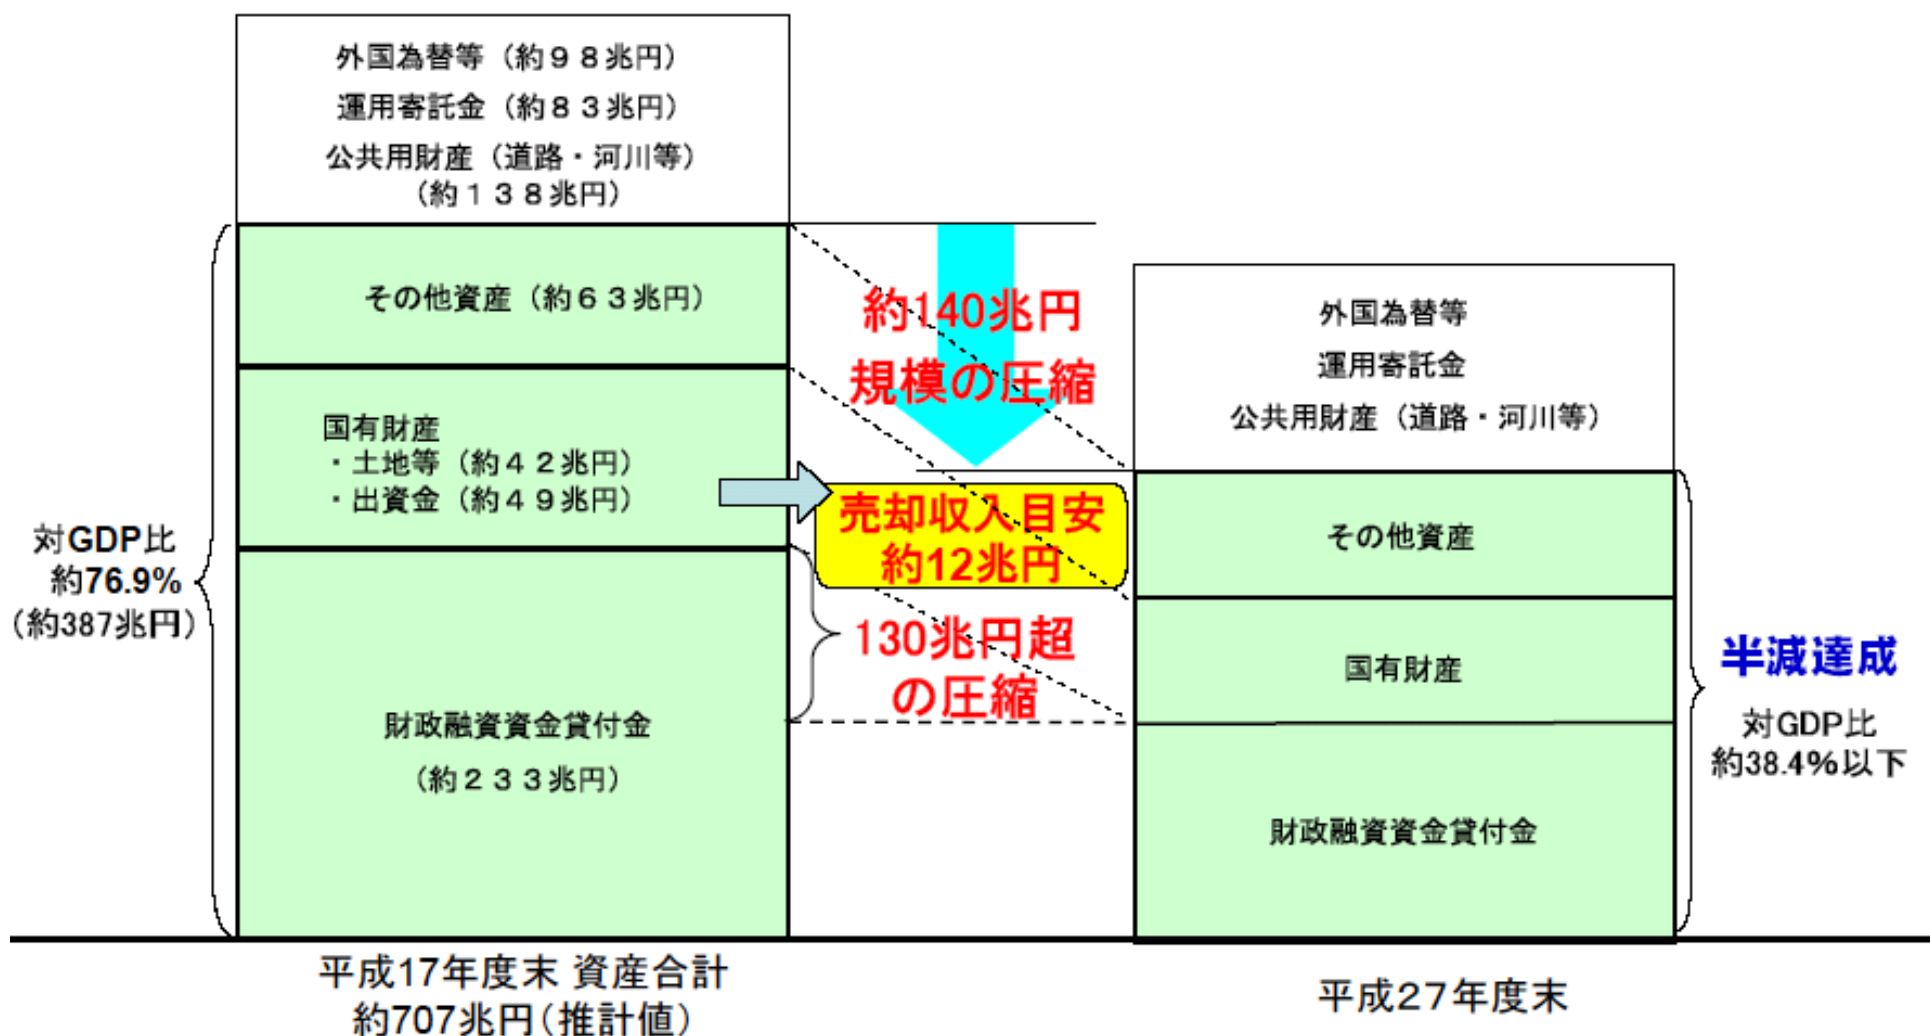 外国為替等（約９８兆円）
運用寄託金（約８３兆円）
公共用財産（道路・河川等）
（約１３８兆円）
その他資産（約６３兆円）
国有財産
・土地等（約４２兆円）
・出資金（約４９兆円）
対GDP比
約76.9%
（約387兆円）
財政融資資金貸付金
（約２３３兆円）
平成17年度末 資産合計
約707兆円（推計値）
約140兆円
規模の圧縮
売却収入目安
約12兆円
130兆円超
の圧縮
外国為替等
運用寄託金
公共用財産（道路・河川等）
その他資産
国有財産
財政融資資金貸付金
半減達成
対GDP比
約38.4%以下
平成２７年度末